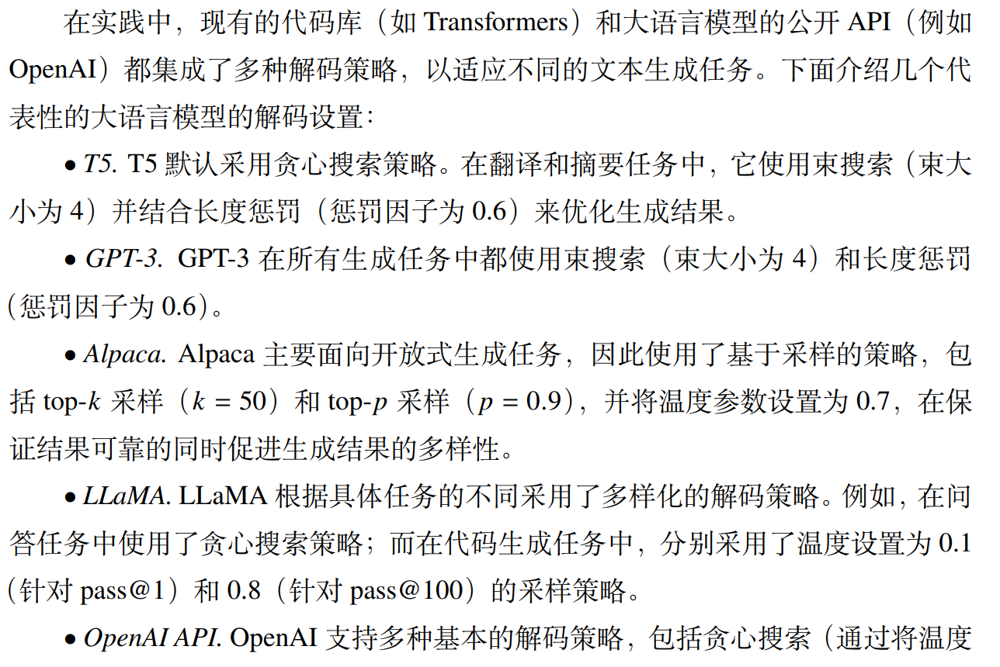 在实践中，现有的代码库（如 Transformers）和大语言模型的公开 API（例如
OpenAI）都集成了多种解码策略，以适应不同的文本生成任务。下面介绍几个代
表性的大语言模型的解码设置：
• T5. T5 默认采用贪心搜索策略。在翻译和摘要任务中，它使用束搜索（束大
小为 4）并结合长度惩罚（惩罚因子为 0.6）来优化生成结果。
• GPT-3. GPT-3 在所有生成任务中都使用束搜索（束大小为 4）和长度惩罚
（惩罚因子为 0.6）。
• Alpaca. Alpaca 主要面向开放式生成任务，因此使用了基于采样的策略，包
括 top-k 采样（k = 50）和 top-p 采样（p = 0.9），并将温度参数设置为 0.7，在保
证结果可靠的同时促进生成结果的多样性。
• LLaMA. LLaMA 根据具体任务的不同采用了多样化的解码策略。例如，在问
答任务中使用了贪心搜索策略；而在代码生成任务中，分别采用了温度设置为 0.1
（针对 pass@1）和 0.8（针对 pass@100）的采样策略。
• OpenAI API. OpenAI 支持多种基本的解码策略，包括贪心搜索（通过将温度